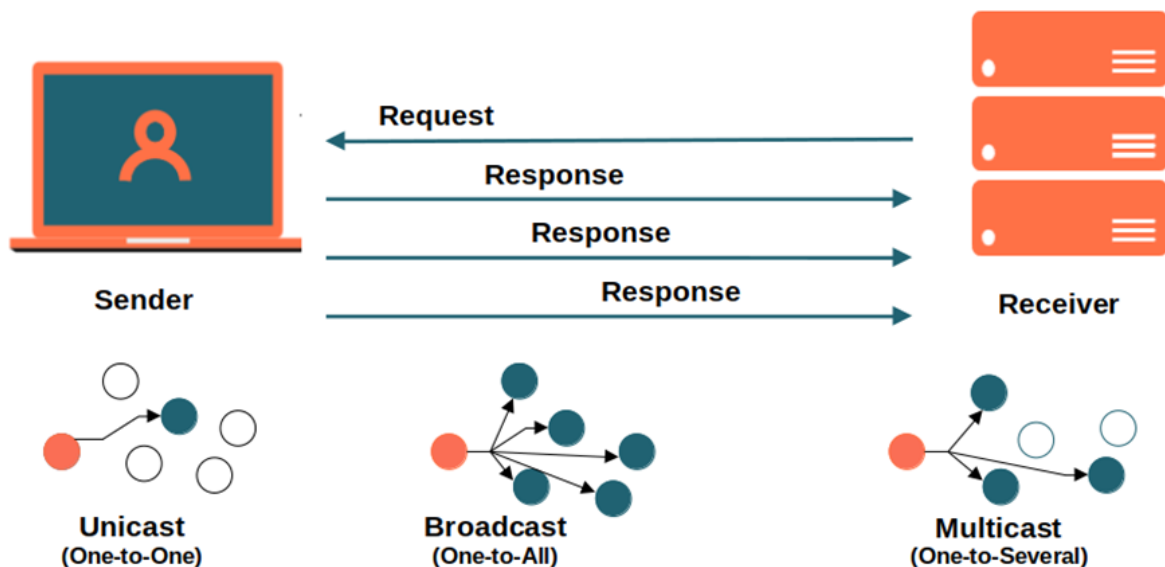 Request
Response
Response
Response
Sender
Receiver
Unicast
(One-to-One)
Broadcast
(One-to-All)
Multicast
(One-to-Several)